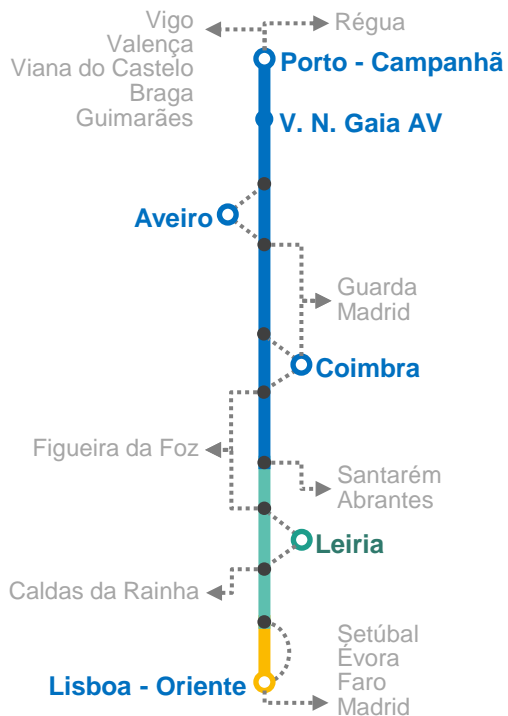 Vigo
Valença
Viana do Castelo
Braga
Guimarães
Régua
Porto - Campanhã
V. N. Gaia AV
Aveiro
Guarda
Madrid
Coimbra
Figueira da Foz
Santarém
Abrantes
Leiria
Caldas da Rainha
Setúbal
Évora
Faro
Madrid
Lisboa - Oriente